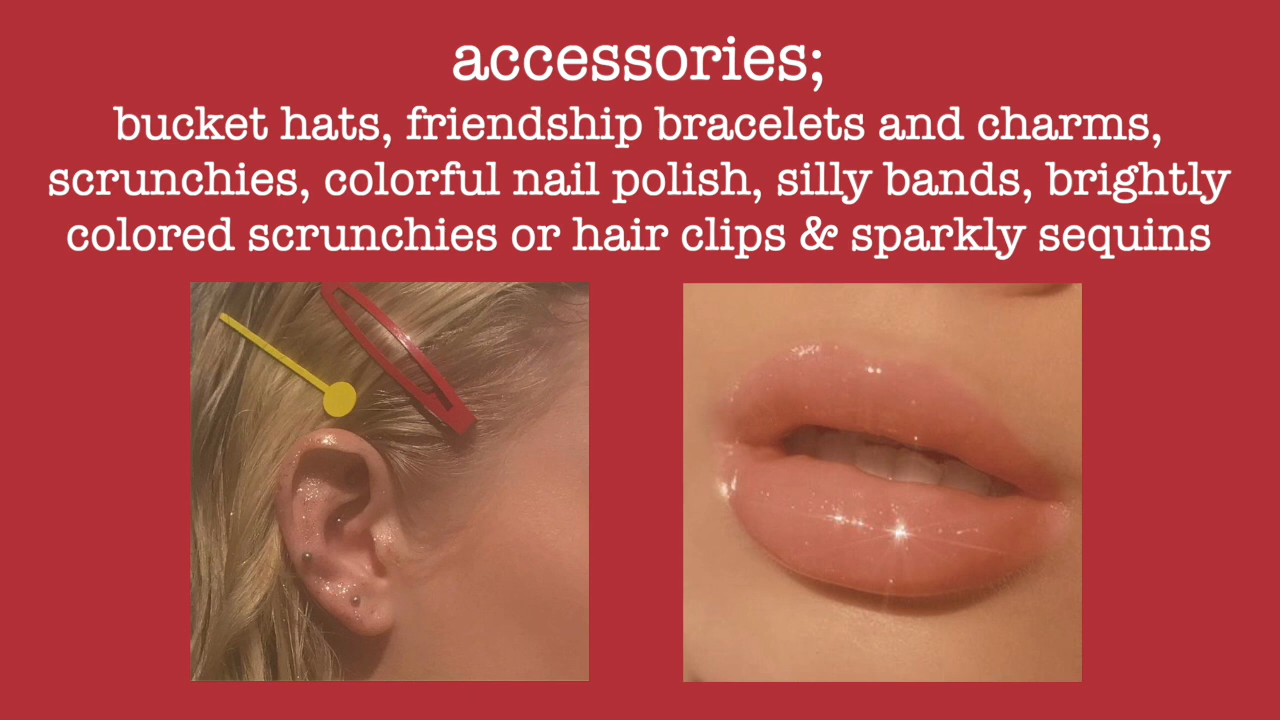 accessories;
bucket hats, friendship bracelets and charms,
scrunchies, colorful nail polish, silly bands, brightly
colored scrunchies or hair clips & sparkly sequins